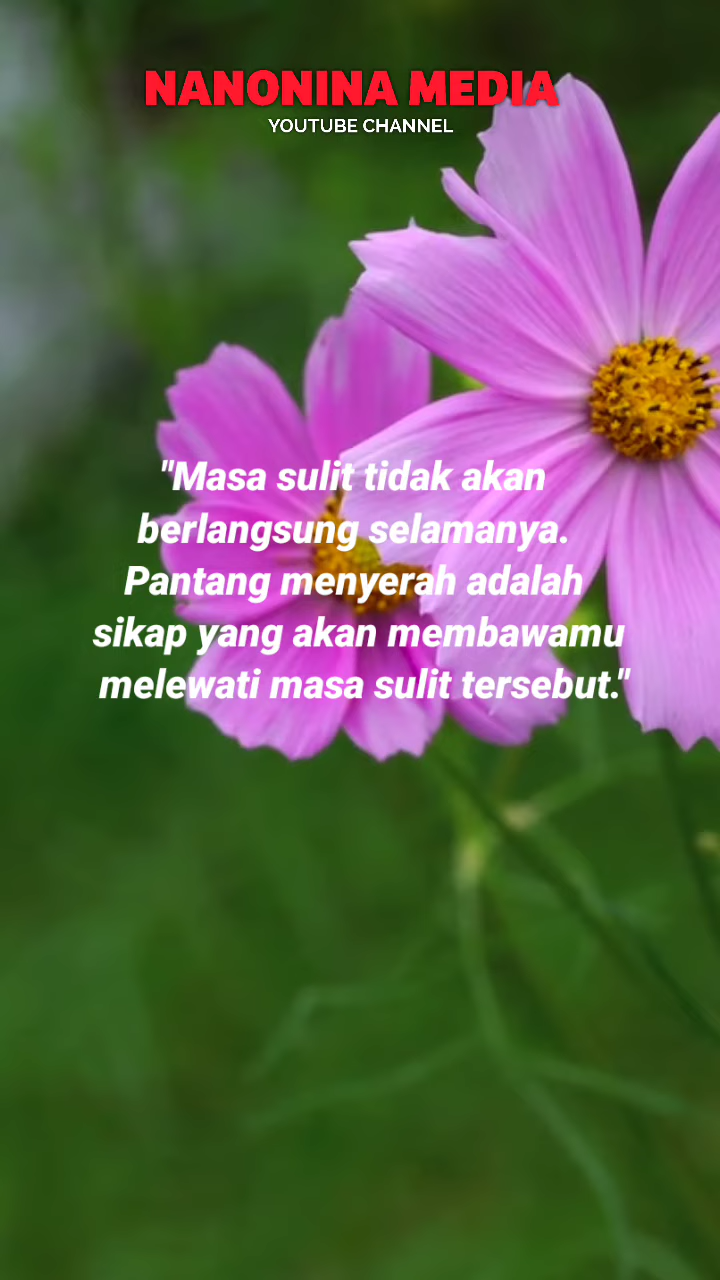 NANONINA MEDIA
YOUTUBE CHANNEL
"Masa sulit tidak akan
berlangsung selamanya.
Pantang menyerah adalah
sikap yang akan membawamu
melewati masa sulit tersebut."